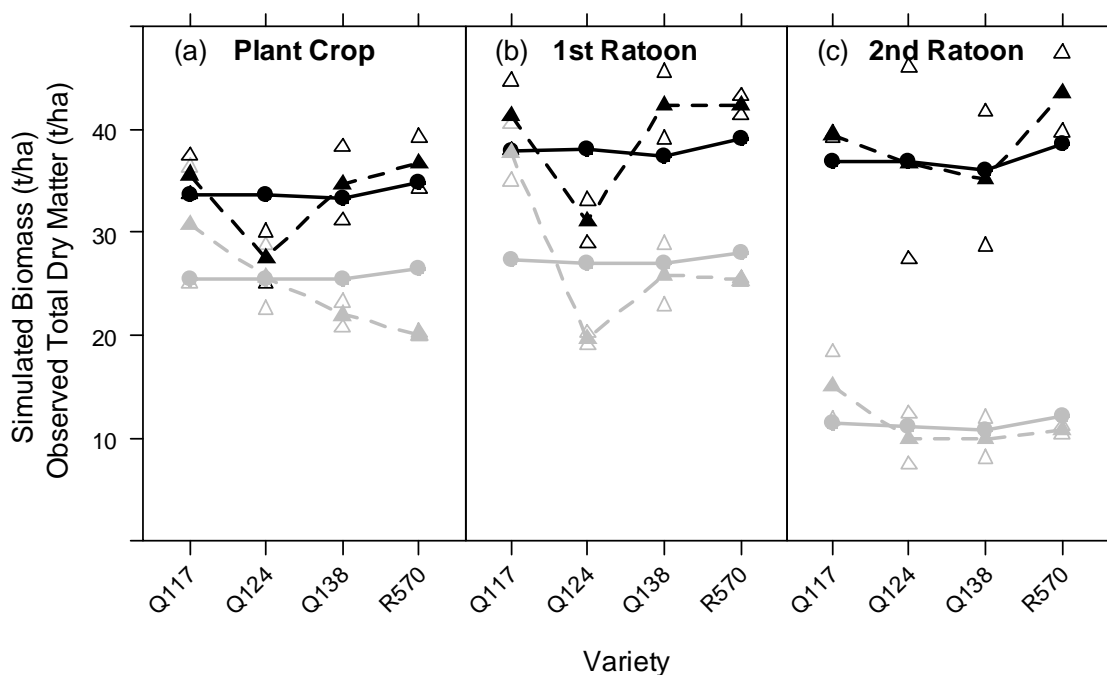 Simulated Biomass (t/ha)
Observed Total Dry Matter (t/ha)
40
30
20
10
(a) Plant Crop
(b) 1st Ratoon
(c) 2nd Ratoon
Q117
Q124
Q138
R570
Q117
Q124
Q138
R570
Q117
Q124
Q138
R570
Variety